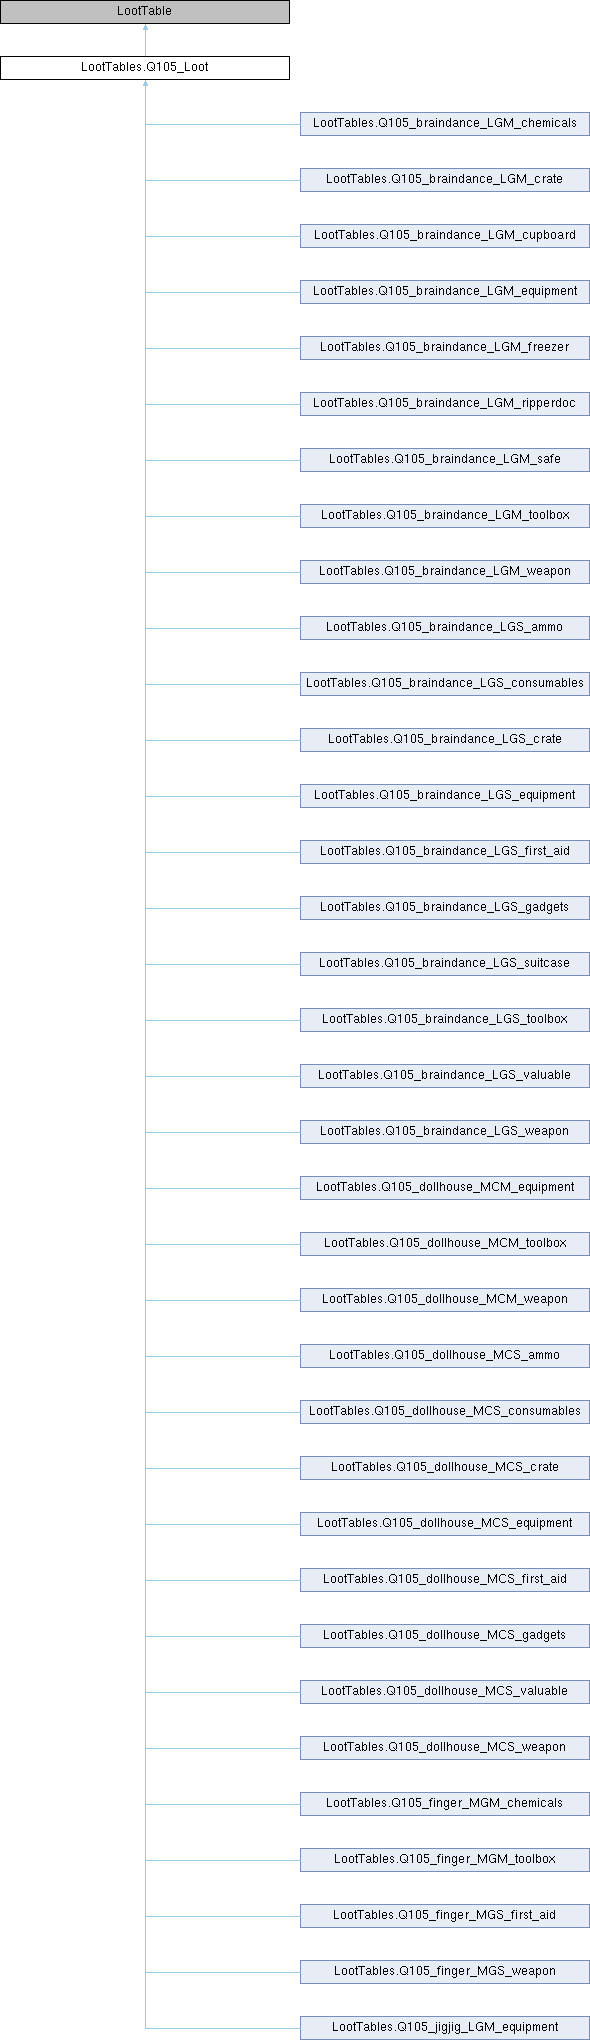 LootTable
LootTables.Q105_Loot
LootTables.Q105_braindance_LGM_chemicals
LootTables.Q105_braindance_LGM_crate
LootTables.Q105_braindance_LGM_cupboard
LootTables.Q105_braindance_LGM_equipment
LootTables.Q105_braindance_LGM_freezer
LootTables.Q105_braindance_LGM_ripperdoc
LootTables.Q105_braindance_LGM_safe
LootTables.Q105_braindance_LGM_toolbox
LootTables.Q105_braindance_LGM_weapon
LootTables.Q105_braindance_LGS_ammo
LootTables.Q105_braindance_LGS_consumables
LootTables.Q105_braindance_LGS_crate
LootTables.Q105_braindance_LGS_equipment
LootTables.Q105_braindance_LGS_first_aid
LootTables.Q105_braindance_LGS_gadgets
LootTables.Q105_braindance_LGS_suitcase
LootTables.Q105_braindance_LGS_toolbox
LootTables.Q105_braindance_LGS_valuable
LootTables.Q105_braindance_LGS_weapon
LootTables.Q105_dollhouse_MCM_equipment
LootTables.Q105_dollhouse_MCM_toolbox
LootTables.Q105_dollhouse_MCM_weapon
LootTables.Q105_dollhouse_MCS_ammo
LootTables.Q105_dollhouse_MCS_consumables
LootTables.Q105_dollhouse_MCS_crate
LootTables.Q105_dollhouse_MCS_equipment
LootTables.Q105_dollhouse_MCS_first_aid
LootTables.Q105_dollhouse_MCS_gadgets
LootTables.Q105_dollhouse_MCS_valuable
LootTables.Q105_dollhouse_MCS_weapon
LootTables.Q105_finger_MGM_chemicals
LootTables.Q105_finger_MGM_toolbox
LootTables.Q105_finger_MGS_first_aid
LootTables.Q105_finger_MGS_weapon
LootTables.Q105_jigjig_LGM_equipment